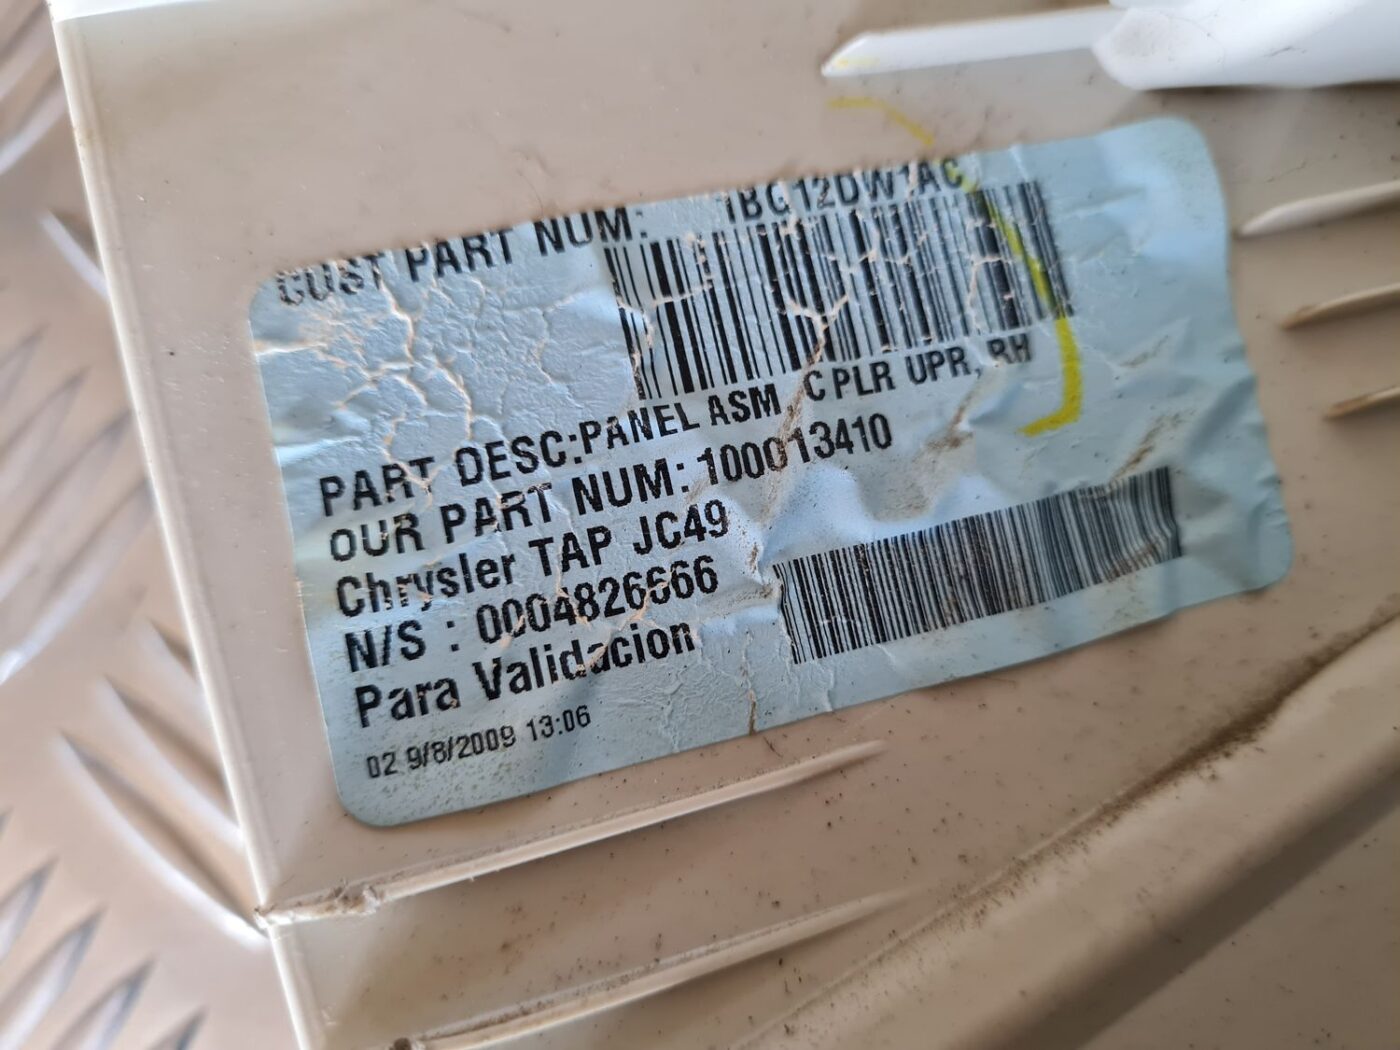 CUST PART NUM: 1BG12DW1AC
PART DESC:PANEL ASM, C PLR UPR, RH
OUR PART NUM: 100013410
Chrysler TAP JC49
N/S : 0004826666
Para Validacion
02 9/8/2009 13:06